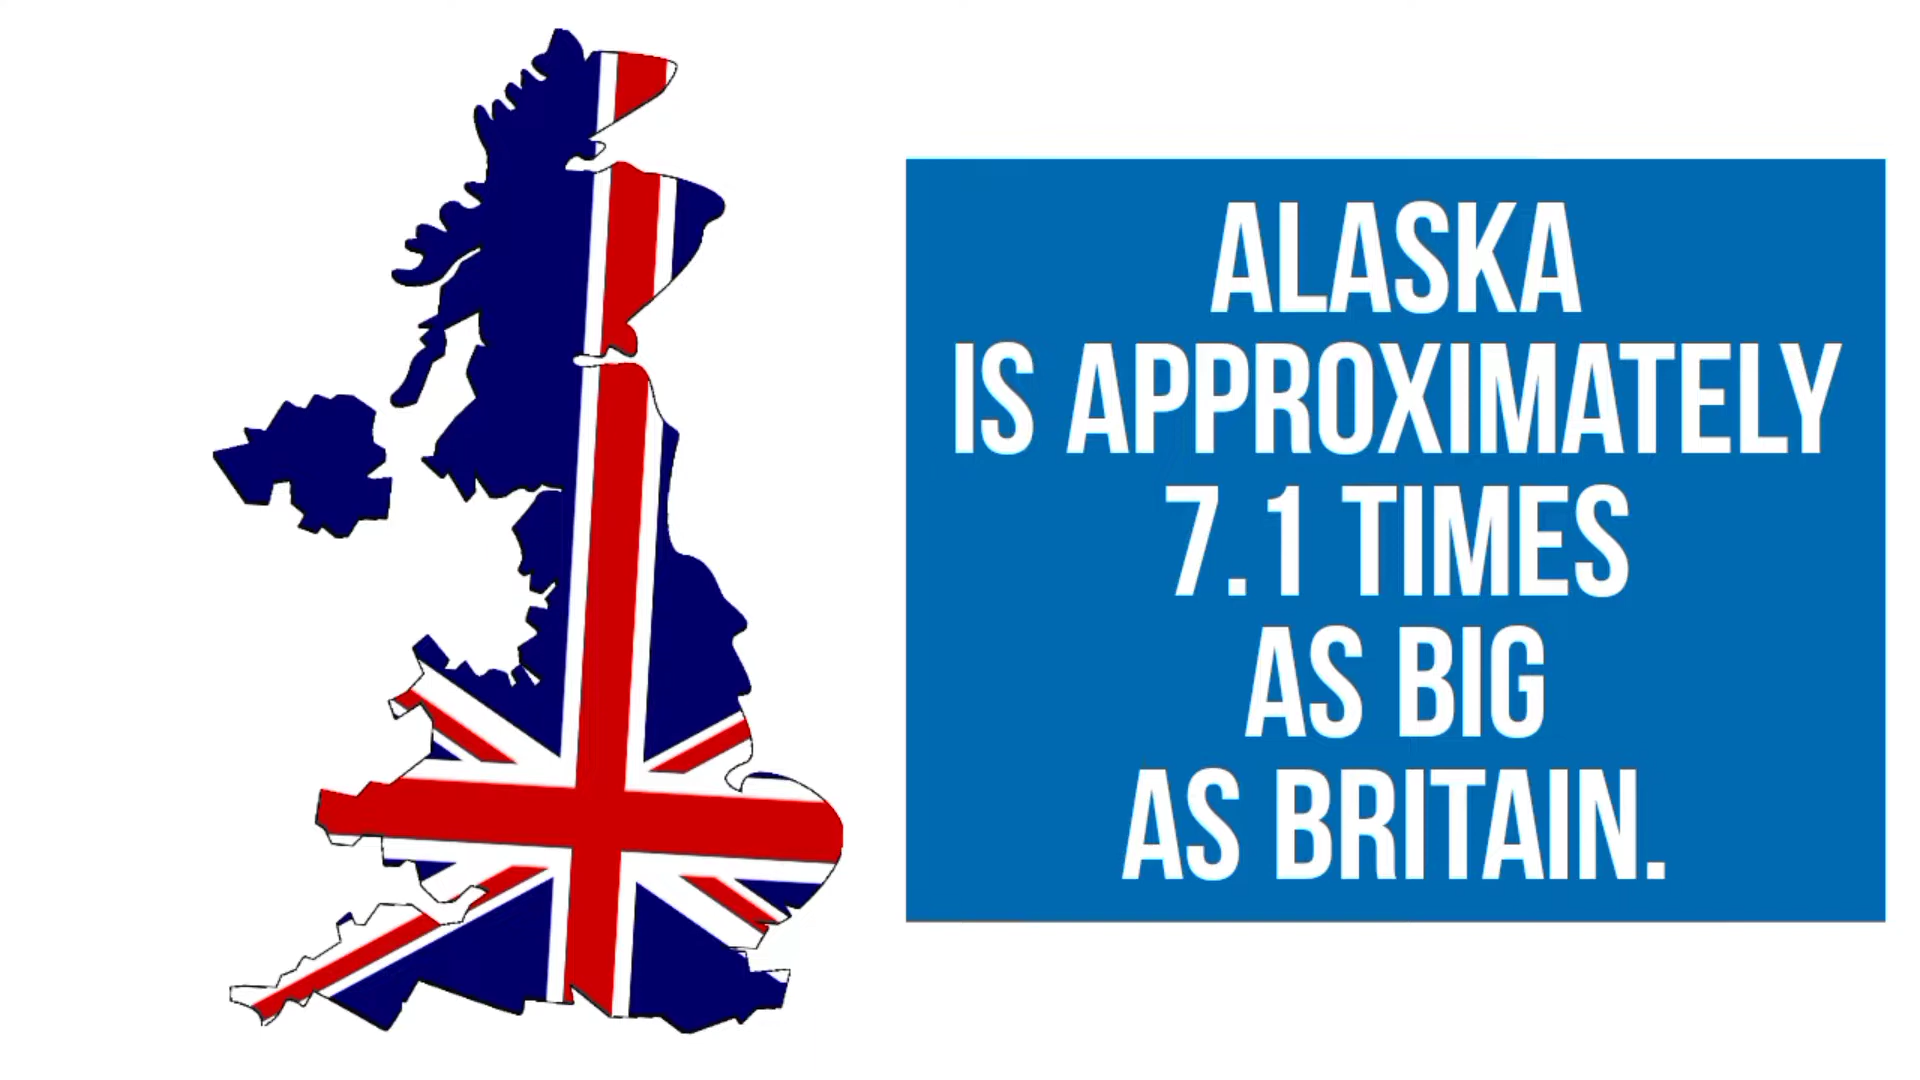 ALASKA
IS APPROXIMATELY
7.1 TIMES
AS BIG
AS BRITAIN.